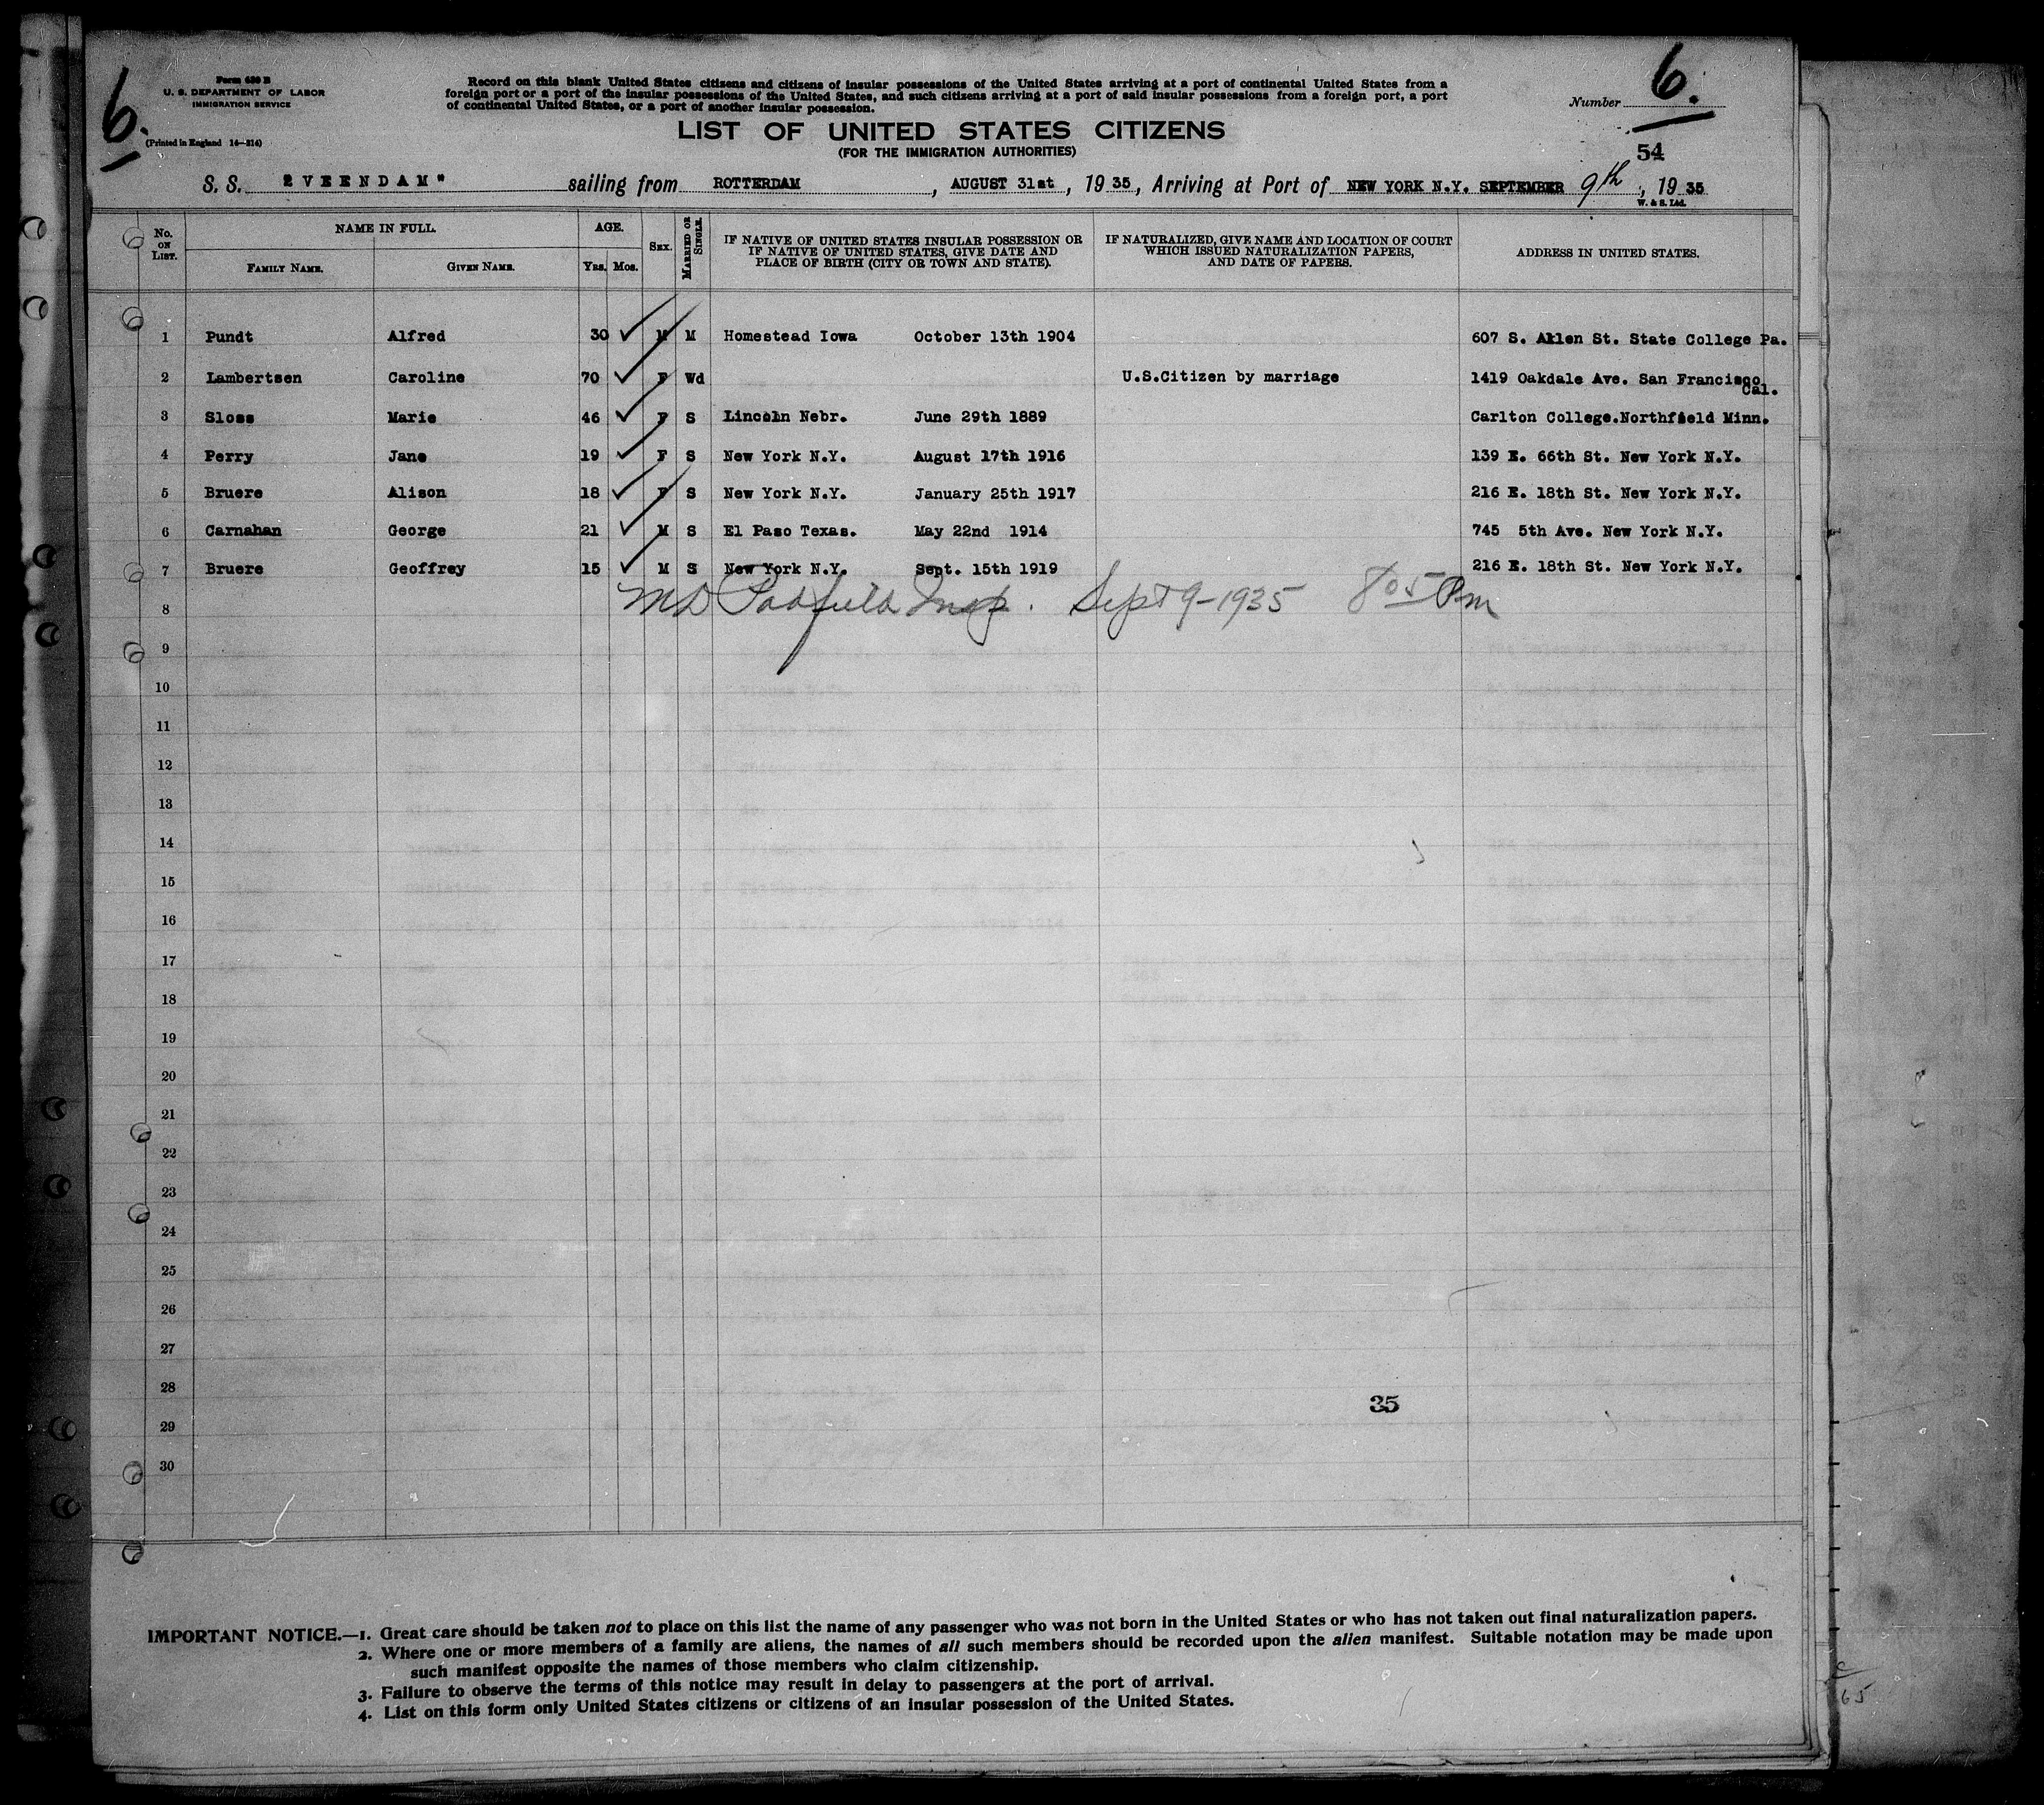 6.
Form 630 B
U. S. DEPARTMENT OF LABOR
IMMIGRATION SERVICE
(Printed in England 14—314)
Record on this blank United States citizens and citizens of insular possessions of the United States arriving at a port of continental United States from a
foreign port or a port of the insular possessions of the United States, and such citizens arriving at a port of said insular possessions from a foreign port, a port
of continental United States, or a port of another insular possession.
Number 6.
LIST OF UNITED STATES CITIZENS
(FOR THE IMMIGRATION AUTHORITIES)
54
S. S. 2VEENDAM" sailing from ROTTERDAM, AUGUST 31st, 1935, Arriving at Port of NEW YORK N.Y. SEPTEMBER 9th, 1935
W. & S. Ltd.
No. ON LIST. NAME IN FULL. AGE. SEX. MARRIED OR SINGLE. IF NATIVE OF UNITED STATES INSULAR POSSESSION OR IF NATIVE OF UNITED STATES, GIVE DATE AND PLACE OF BIRTH (CITY OR TOWN AND STATE). IF NATURALIZED, GIVE NAME AND LOCATION OF COURT WHICH ISSUED NATURALIZATION PAPERS, AND DATE OF PAPERS. ADDRESS IN UNITED STATES.
FAMILY NAME. GIVEN NAME. YRS. MOS.
1 Pundt Alfred 30 M M Homestead Iowa October 13th 1904 607 S. Allen St. State College Pa.
2 Lambertsen Caroline 70 F Wd U.S.Citizen by marriage 1419 Oakdale Ave. San Francisco Cal.
3 Sloss Marie 46 F S Lincoln Nebr. June 29th 1889 Carlton College.Northfield Minn.
4 Perry Jane 19 F S New York N.Y. August 17th 1916 139 E. 66th St. New York N.Y.
5 Bruere Alison 18 F S New York N.Y. January 25th 1917 216 E. 18th St. New York N.Y.
6 Carnahan George 21 M S El Paso Texas. May 22nd 1914 745 5th Ave. New York N.Y.
7 Bruere Geoffrey 15 M S New York N.Y. Sept. 15th 1919 216 E. 18th St. New York N.Y.
MD Padfield Insp. Sept 9-1935 8 05 Pm
8
9
10
11
12
13
14
15
16
17
18
19
20
21
22
23
24
25
26
27
28
35
29
30
IMPORTANT NOTICE.—1. Great care should be taken not to place on this list the name of any passenger who was not born in the United States or who has not taken out final naturalization papers.
2. Where one or more members of a family are aliens, the names of all such members should be recorded upon the alien manifest. Suitable notation may be made upon
such manifest opposite the names of those members who claim citizenship.
3. Failure to observe the terms of this notice may result in delay to passengers at the port of arrival.
4. List on this form only United States citizens or citizens of an insular possession of the United States.